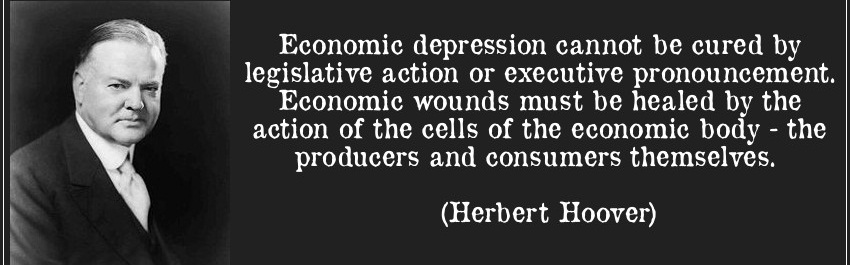 Economic depression cannot be cured by
legislative action or executive pronouncement.
Economic wounds must be healed by the
action of the cells of the economic body - the
producers and consumers themselves.
(Herbert Hoover)